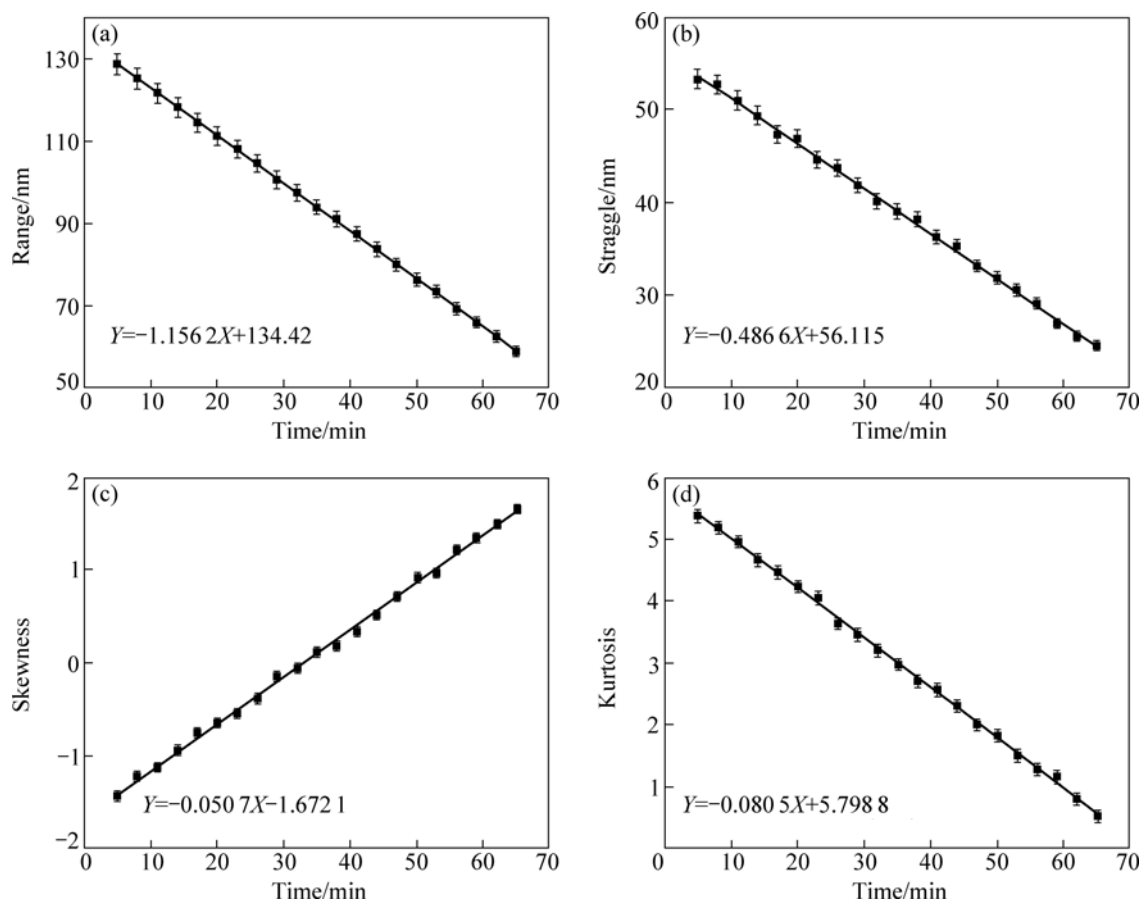 (a)
130
110
90
70
50
Range/nm
Y=−1.156 2X+134.42
0 10 20 30 40 50 60 70
Time/min
(b)
60
50
40
30
20
Straggle/nm
Y=−0.486 6X+56.115
0 10 20 30 40 50 60 70
Time/min
(c)
2
1
0
−1
−2
Skewness
Y=−0.050 7X−1.672 1
0 10 20 30 40 50 60 70
Time/min
(d)
6
5
4
3
2
1
Kurtosis
Y=−0.080 5X+5.798 8
0 10 20 30 40 50 60 70
Time/min